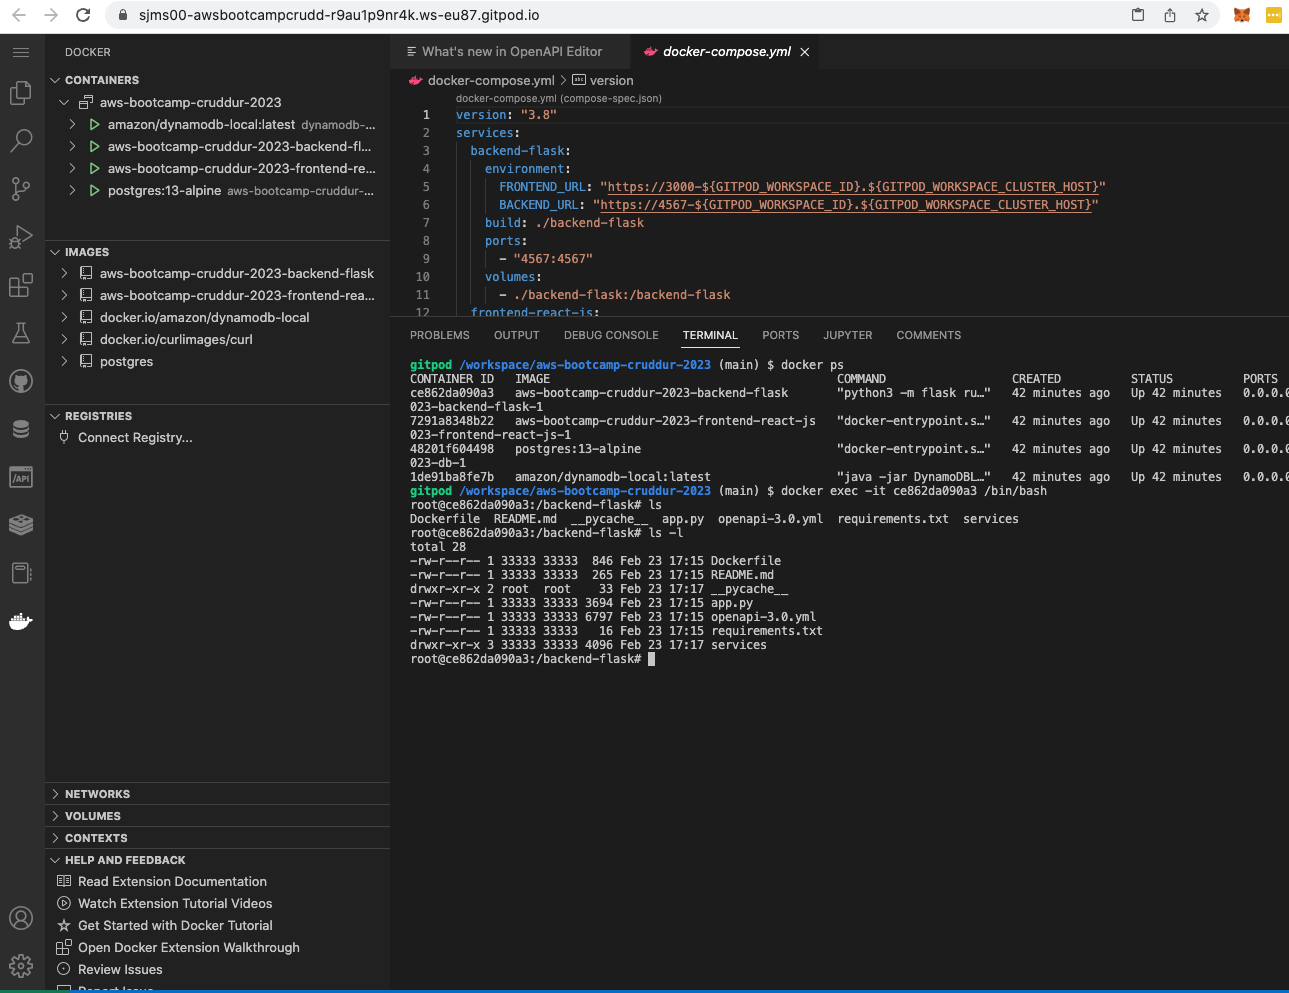 sjms00-awsbootcampcrudd-r9au1p9nr4k.ws-eu87.gitpod.io
DOCKER
CONTAINERS
aws-bootcamp-cruddur-2023
amazon/dynamodb-local:latest dynamodb-...
aws-bootcamp-cruddur-2023-backend-fl...
aws-bootcamp-cruddur-2023-frontend-re...
postgres:13-alpine aws-bootcamp-cruddur-...
IMAGES
aws-bootcamp-cruddur-2023-backend-flask
aws-bootcamp-cruddur-2023-frontend-rea...
docker.io/amazon/dynamodb-local
docker.io/curlimages/curl
postgres
REGISTRIES
Connect Registry...
NETWORKS
VOLUMES
CONTEXTS
HELP AND FEEDBACK
Read Extension Documentation
Watch Extension Tutorial Videos
Get Started with Docker Tutorial
Open Docker Extension Walkthrough
Review Issues
Report Issue
What's new in OpenAPI Editor
docker-compose.yml
docker-compose.yml > version
docker-compose.yml (compose-spec.json)
1 version: "3.8"
2 services:
3 backend-flask:
4 environment:
5 FRONTEND_URL: "https://3000-${GITPOD_WORKSPACE_ID}.${GITPOD_WORKSPACE_CLUSTER_HOST}"
6 BACKEND_URL: "https://4567-${GITPOD_WORKSPACE_ID}.${GITPOD_WORKSPACE_CLUSTER_HOST}"
7 build: ./backend-flask
8 ports:
9 - "4567:4567"
10 volumes:
11 - ./backend-flask:/backend-flask
12 frontend-react-js:
PROBLEMS OUTPUT DEBUG CONSOLE TERMINAL PORTS JUPYTER COMMENTS
gitpod /workspace/aws-bootcamp-cruddur-2023 (main) $ docker ps
CONTAINER ID IMAGE COMMAND CREATED STATUS PORTS
ce862da090a3 aws-bootcamp-cruddur-2023-backend-flask "python3 -m flask ru…" 42 minutes ago Up 42 minutes 0.0.0.0
023-backend-flask-1
7291a8348b22 aws-bootcamp-cruddur-2023-frontend-react-js "docker-entrypoint.s…" 42 minutes ago Up 42 minutes 0.0.0.0
023-frontend-react-js-1
48201f604498 postgres:13-alpine "docker-entrypoint.s…" 42 minutes ago Up 42 minutes 0.0.0.0
023-db-1
1de91ba8fe7b amazon/dynamodb-local:latest "java -jar DynamoDBL…" 42 minutes ago Up 42 minutes 0.0.0.0
gitpod /workspace/aws-bootcamp-cruddur-2023 (main) $ docker exec -it ce862da090a3 /bin/bash
root@ce862da090a3:/backend-flask# ls
Dockerfile README.md __pycache__ app.py openapi-3.0.yml requirements.txt services
root@ce862da090a3:/backend-flask# ls -l
total 28
-rw-r--r-- 1 33333 33333 846 Feb 23 17:15 Dockerfile
-rw-r--r-- 1 33333 33333 265 Feb 23 17:15 README.md
drwxr-xr-x 2 root root 33 Feb 23 17:17 __pycache__
-rw-r--r-- 1 33333 33333 3694 Feb 23 17:15 app.py
-rw-r--r-- 1 33333 33333 6797 Feb 23 17:15 openapi-3.0.yml
-rw-r--r-- 1 33333 33333 16 Feb 23 17:15 requirements.txt
drwxr-xr-x 3 33333 33333 4096 Feb 23 17:17 services
root@ce862da090a3:/backend-flask#